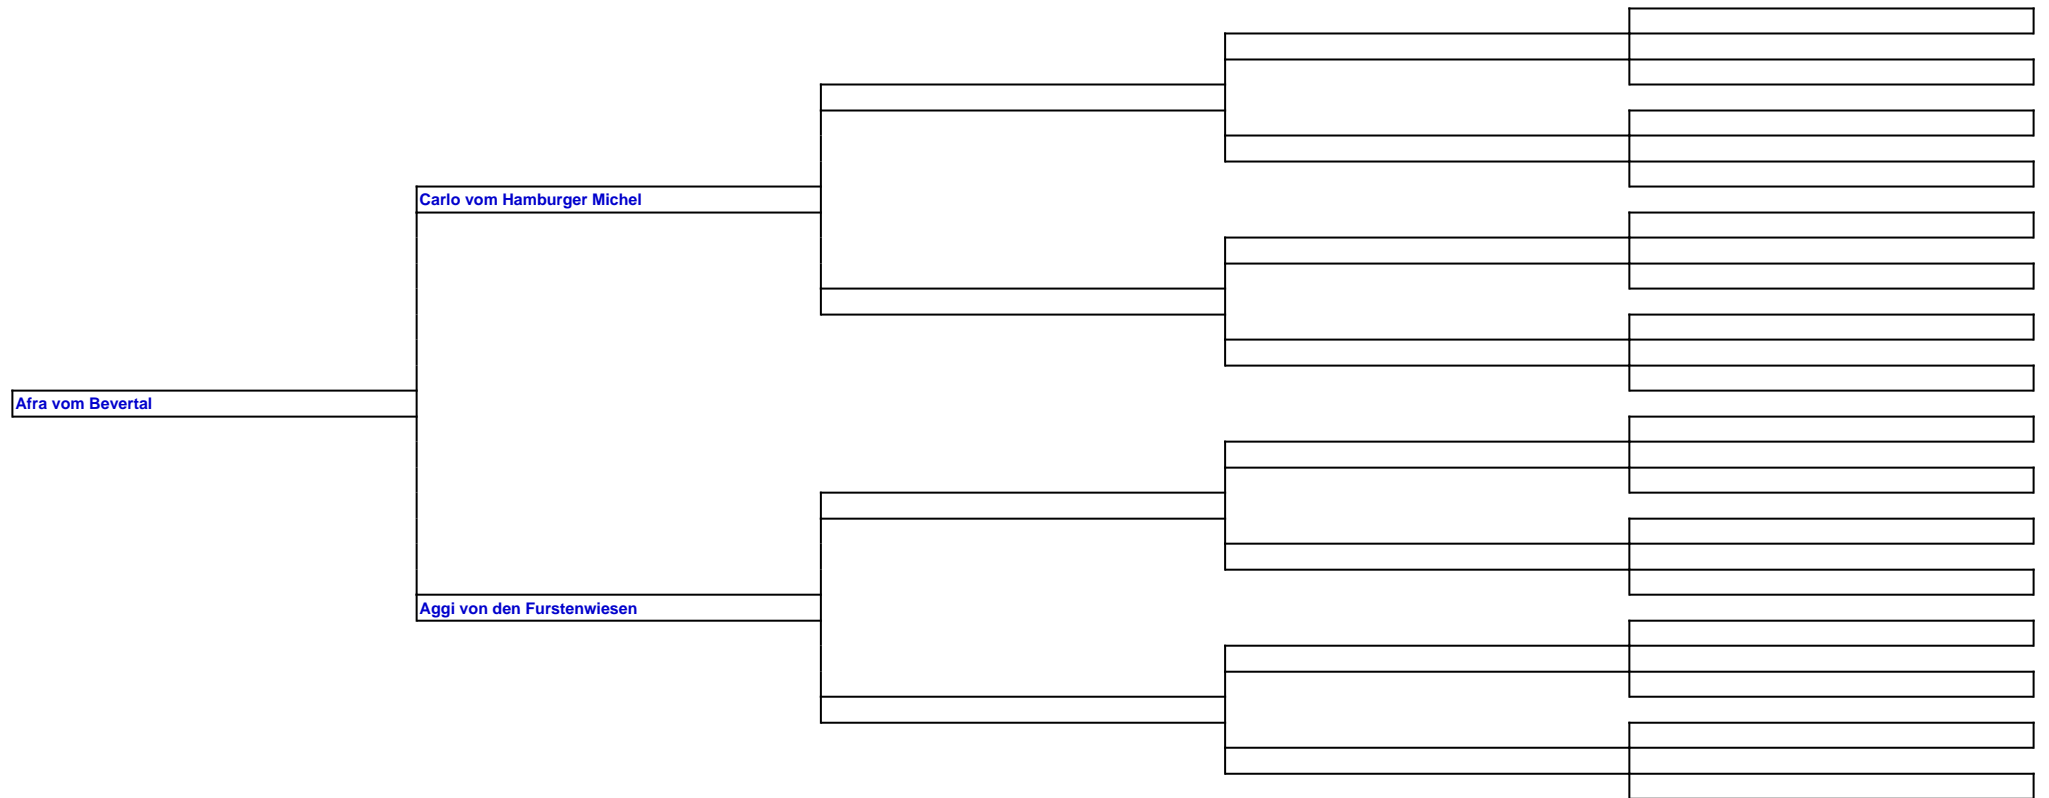 Carlo vom Hamburger Michel
Afra vom Bevertal
Aggi von den Furstenwiesen